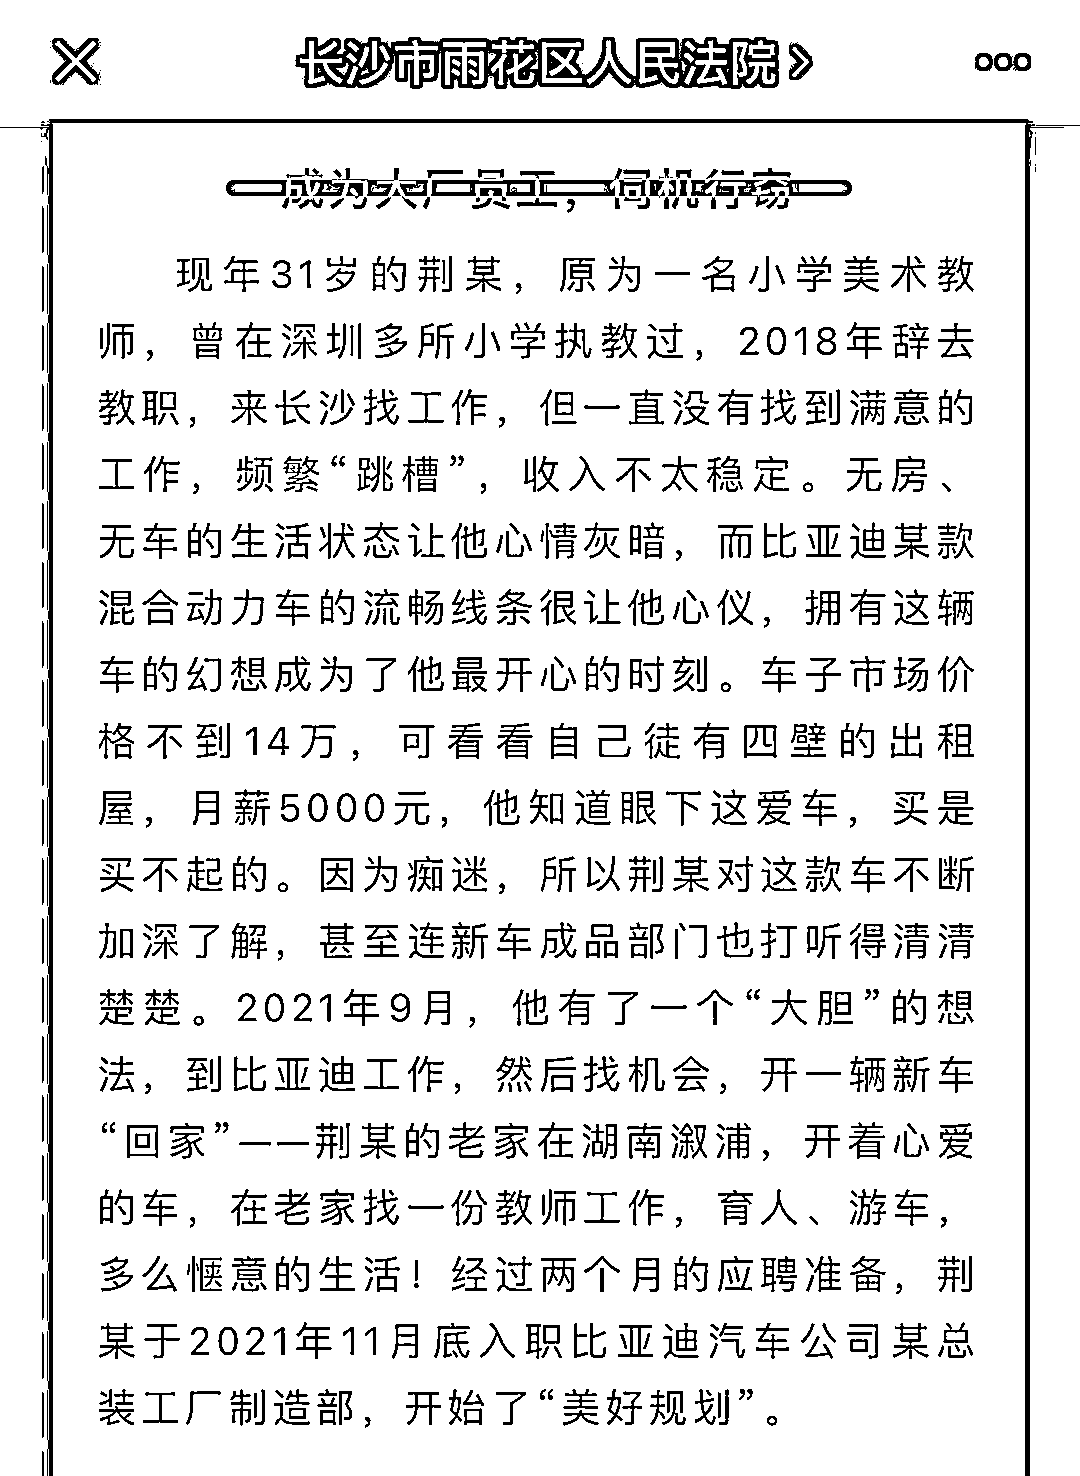 长沙市雨花区人民法院
成为大厂员工，伺机行窃
现年31岁的荆某，原为一名小学美术教
师，曾在深圳多所小学执教过，2018年辞去
教职，来长沙找工作，但一直没有找到满意的
工作，频繁“跳槽”，收入不太稳定。无房、
无车的生活状态让他心情灰暗，而比亚迪某款
混合动力车的流畅线条很让他心仪，拥有这辆
车的幻想成为了他最开心的时刻。车子市场价
格不到14万，可看看自己徒有四壁的出租
屋，月薪5000元，他知道眼下这爱车，买是
买不起的。因为痴迷，所以荆某对这款车不断
加深了解，甚至连新车成品部门也打听得清清
楚楚。2021年9月，他有了一个“大胆”的想
法，到比亚迪工作，然后找机会，开一辆新车
“回家”——荆某的老家在湖南溆浦，开着心爱
的车，在老家找一份教师工作，育人、游车，
多么惬意的生活！经过两个月的应聘准备，荆
某于2021年11月底入职比亚迪汽车公司某总
装工厂制造部，开始了“美好规划”。